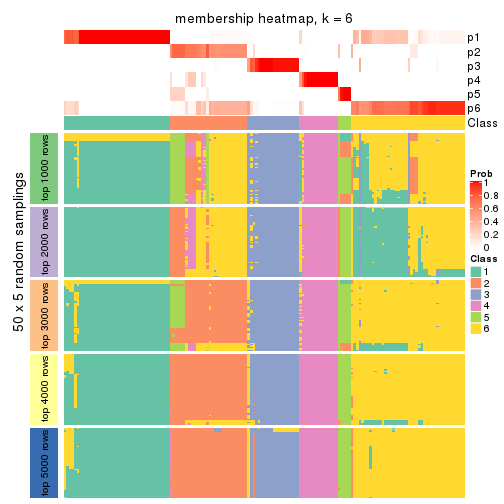 membership heatmap, k = 6
p1
p2
p3
p4
p5
p6
Class
50 x 5 random samplings
top 1000 rows
top 2000 rows
top 3000 rows
top 4000 rows
top 5000 rows
Prob
1
0.8
0.6
0.4
0.2
0
Class
1
2
3
4
5
6